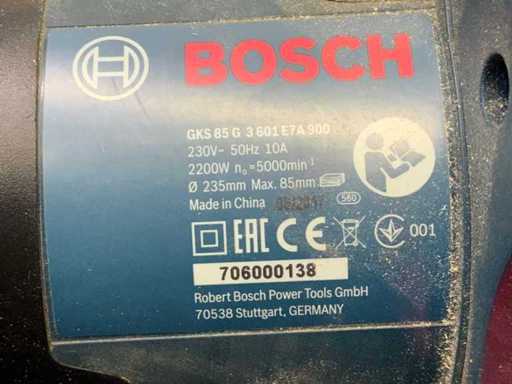 BOSCH
GKS 85 G 3 601 E7A 900
230V~ 50Hz 10A
2200W n₀=5000min⁻¹
Ø 235mm Max. 85mm
Made in China 560
EAC 001
706000138
Robert Bosch Power Tools GmbH
70538 Stuttgart, GERMANY